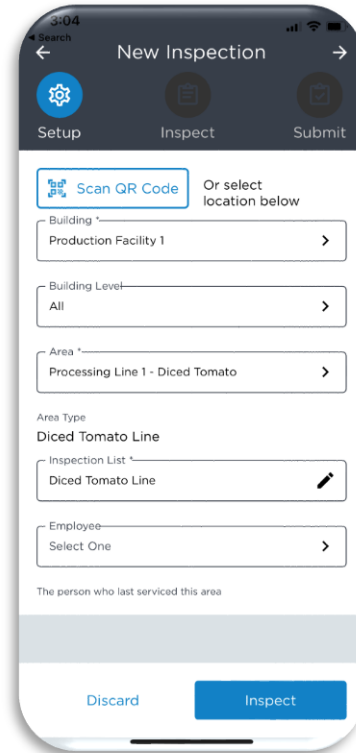 3:04
Search
New Inspection
Setup
Inspect
Submit
Scan QR Code
Or select
location below
Building *
Production Facility 1
Building Level
All
Area *
Processing Line 1 - Diced Tomato
Area Type
Diced Tomato Line
Inspection List *
Diced Tomato Line
Employee
Select One
The person who last serviced this area
Discard
Inspect